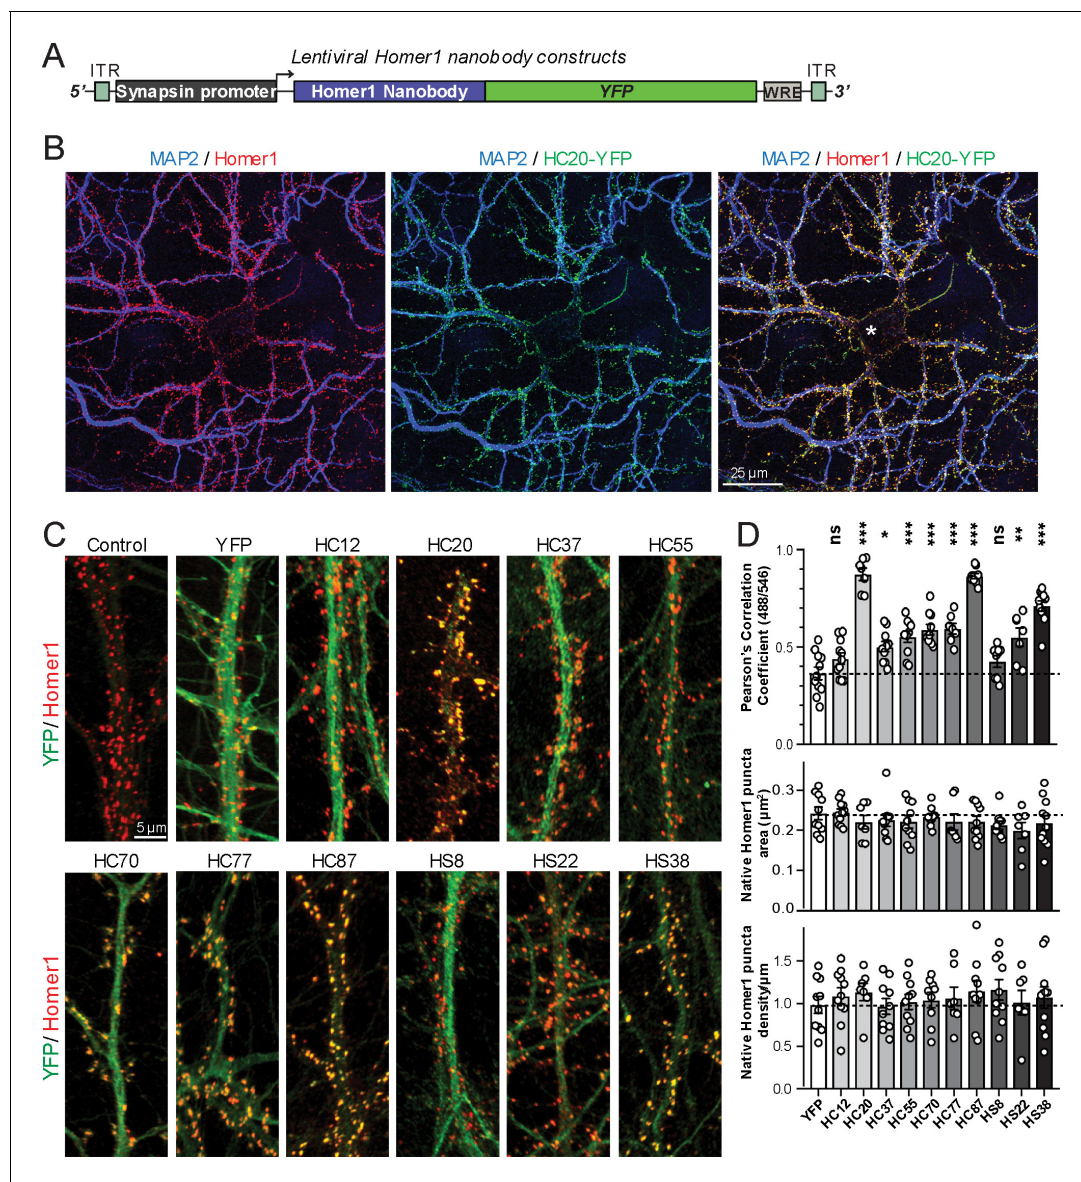 A
Lentiviral Homer1 nanobody constructs
ITR
ITR
5’
Synapsin promoter
Homer1 Nanobody
YFP
WRE
3’
B
MAP2 / Homer1
MAP2 / HC20-YFP
MAP2 / Homer1 / HC20-YFP
*
25 µm
C
Control
YFP
HC12
HC20
HC37
HC55
YFP/ Homer1
5 µm
HC70
HC77
HC87
HS8
HS22
HS38
YFP/ Homer1
D
ns
***
*
***
***
***
***
ns
**
***
Pearson's Correlation
Coefficient (488/546)
1.0
0.5
0.0
Native Homer1 puncta
area (µm²)
0.3
0.2
0.1
0.0
Native Homer1 puncta
density/µm
1.5
1.0
0.5
0.0
YFP
HC12
HC20
HC37
HC55
HC70
HC77
HC87
HS8
HS22
HS38